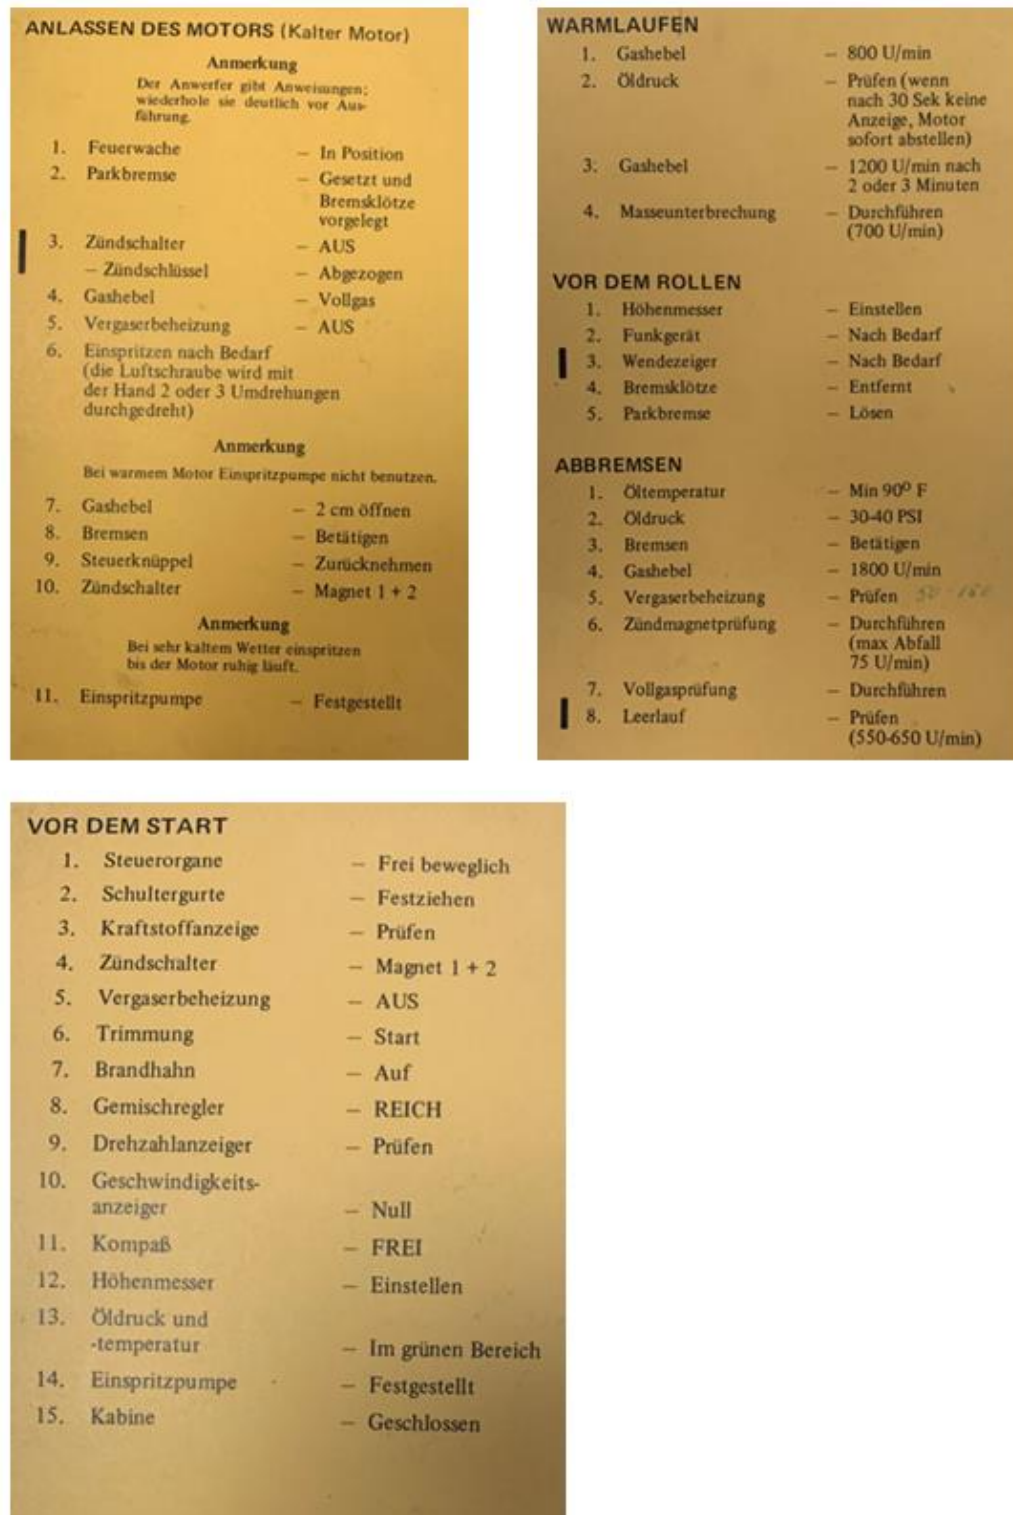 ANLASSEN DES MOTORS (Kalter Motor)
Anmerkung
Der Anwerfer gibt Anweisungen;
wiederhole sie deutlich vor Aus-
führung.
1. Feuerwache – In Position
2. Parkbremse – Gesetzt und
Bremsklötze
vorgelegt
3. Zündschalter – AUS
– Zündschlüssel – Abgezogen
4. Gashebel – Vollgas
5. Vergaserbeheizung – AUS
6. Einspritzen nach Bedarf
(die Luftschraube wird mit
der Hand 2 oder 3 Umdrehungen
durchgedreht)
Anmerkung
Bei warmem Motor Einspritzpumpe nicht benutzen.
7. Gashebel – 2 cm öffnen
8. Bremsen – Betätigen
9. Steuerknüppel – Zurücknehmen
10. Zündschalter – Magnet 1 + 2
Anmerkung
Bei sehr kaltem Wetter einspritzen
bis der Motor ruhig läuft.
11. Einspritzpumpe – Festgestellt
WARMLAUFEN
1. Gashebel – 800 U/min
2. Öldruck – Prüfen (wenn
nach 30 Sek keine
Anzeige, Motor
sofort abstellen)
3. Gashebel – 1200 U/min nach
2 oder 3 Minuten
4. Masseunterbrechung – Durchführen
(700 U/min)
VOR DEM ROLLEN
1. Höhenmesser – Einstellen
2. Funkgerät – Nach Bedarf
3. Wendezeiger – Nach Bedarf
4. Bremsklötze – Entfernt
5. Parkbremse – Lösen
ABBREMSEN
1. Öltemperatur – Min 90º F
2. Öldruck – 30-40 PSI
3. Bremsen – Betätigen
4. Gashebel – 1800 U/min
5. Vergaserbeheizung – Prüfen
6. Zündmagnetprüfung – Durchführen
(max Abfall
75 U/min)
7. Vollgasprüfung – Durchführen
8. Leerlauf – Prüfen
(550-650 U/min)
VOR DEM START
1. Steuerorgane – Frei beweglich
2. Schultergurte – Festziehen
3. Kraftstoffanzeige – Prüfen
4. Zündschalter – Magnet 1 + 2
5. Vergaserbeheizung – AUS
6. Trimmung – Start
7. Brandhahn – Auf
8. Gemischregler – REICH
9. Drehzahlanzeiger – Prüfen
10. Geschwindigkeits-
anzeiger – Null
11. Kompaß – FREI
12. Höhenmesser – Einstellen
13. Öldruck und
-temperatur – Im grünen Bereich
14. Einspritzpumpe – Festgestellt
15. Kabine – Geschlossen